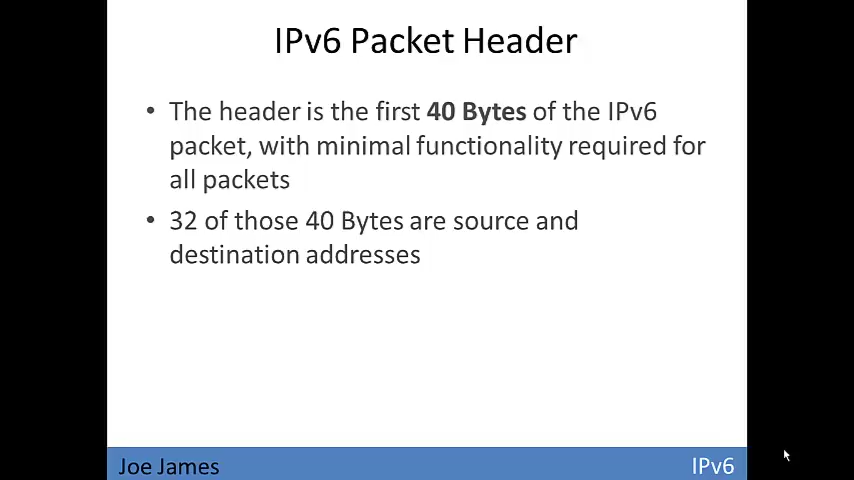 IPv6 Packet Header
• The header is the first 40 Bytes of the IPv6
packet, with minimal functionality required for
all packets
• 32 of those 40 Bytes are source and
destination addresses
Joe James
IPv6